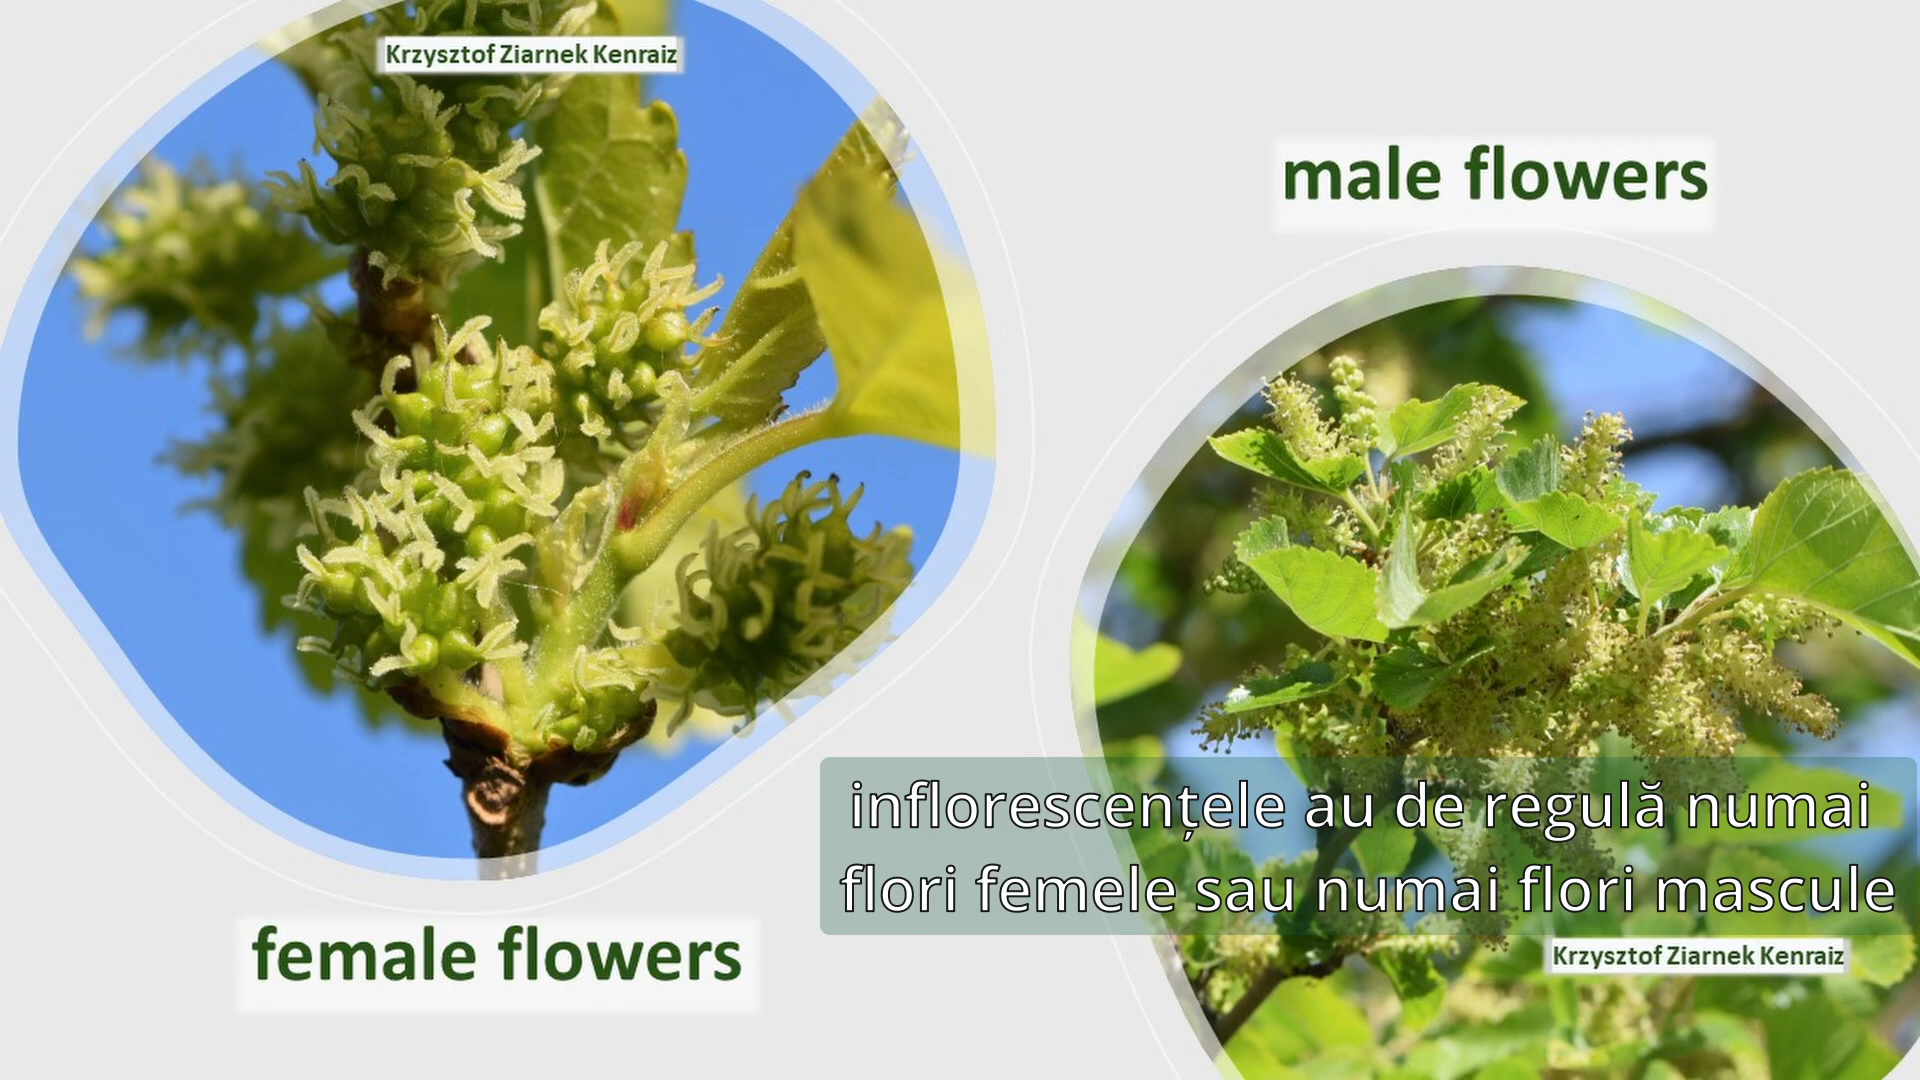 Krzysztof Ziarnek Kenraiz
male flowers
inflorescențele au de regulă numai
flori femele sau numai flori mascule
female flowers
Krzysztof Ziarnek Kenraiz